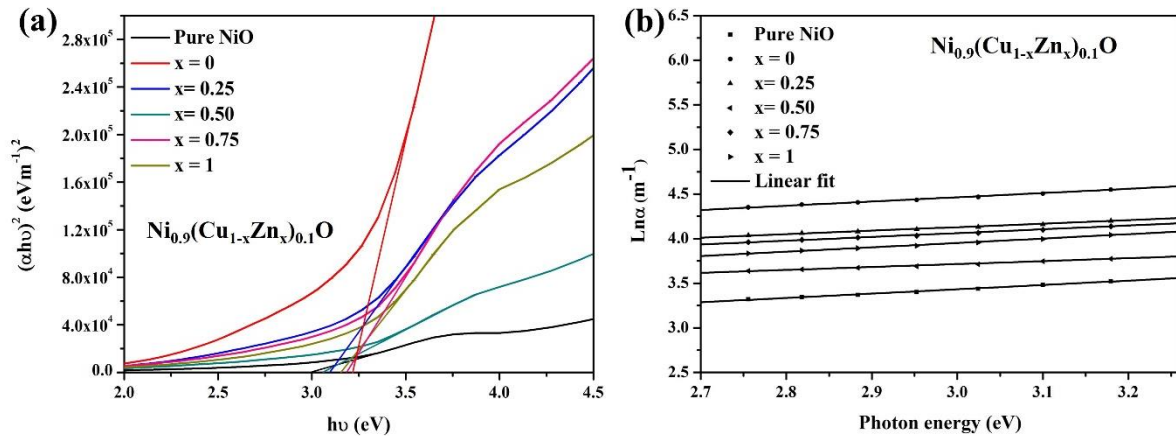 (a)
(αhυ)² (eVm⁻¹)²
2.8x10⁵
2.4x10⁵
2.0x10⁵
1.6x10⁵
1.2x10⁵
8.0x10⁴
4.0x10⁴
0.0
Pure NiO
x = 0
x = 0.25
x= 0.50
x = 0.75
x = 1
Ni₀.₉(Cu₁₋ₓZnₓ)₀.₁O
2.0 2.5 3.0 3.5 4.0 4.5
hυ (eV)
(b)
Lnα (m⁻¹)
6.5
6.0
5.5
5.0
4.5
4.0
3.5
3.0
2.5
Pure NiO
x = 0
x= 0.25
x= 0.50
x = 0.75
x = 1
Linear fit
Ni₀.₉(Cu₁₋ₓZnₓ)₀.₁O
2.7 2.8 2.9 3.0 3.1 3.2
Photon energy (eV)